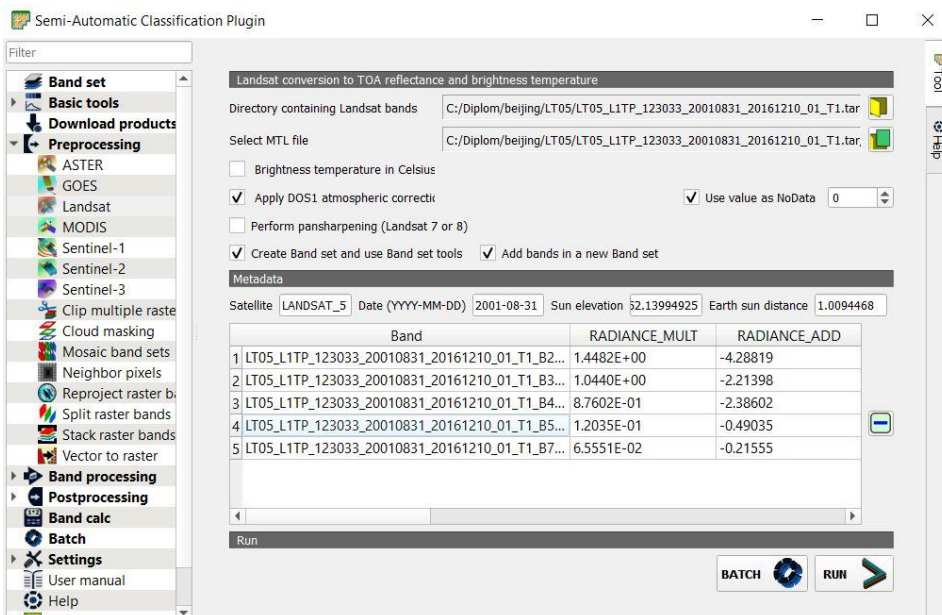 Semi-Automatic Classification Plugin
Filter
Band set
Basic tools
Download products
Preprocessing
ASTER
GOES
Landsat
MODIS
Sentinel-1
Sentinel-2
Sentinel-3
Clip multiple raste
Cloud masking
Mosaic band sets
Neighbor pixels
Reproject raster ba
Split raster bands
Stack raster bands
Vector to raster
Band processing
Postprocessing
Band calc
Batch
Settings
User manual
Help
Landsat conversion to TOA reflectance and brightness temperature
Directory containing Landsat bands C:/Diplom/beijing/LT05/LT05_L1TP_123033_20010831_20161210_01_T1.tar
Select MTL file C:/Diplom/beijing/LT05/LT05_L1TP_123033_20010831_20161210_01_T1.tar,
Brightness temperature in Celsius
Apply DOS1 atmospheric correctic Use value as NoData 0
Perform pansharpening (Landsat 7 or 8)
Create Band set and use Band set tools Add bands in a new Band set
Metadata
Satellite LANDSAT_5 Date (YYYY-MM-DD) 2001-08-31 Sun elevation 52.13994925 Earth sun distance 1.0094468
Band RADIANCE_MULT RADIANCE_ADD
1 LT05_L1TP_123033_20010831_20161210_01_T1_B2... 1.4482E+00 -4.28819
2 LT05_L1TP_123033_20010831_20161210_01_T1_B3... 1.0440E+00 -2.21398
3 LT05_L1TP_123033_20010831_20161210_01_T1_B4... 8.7602E-01 -2.38602
4 LT05_L1TP_123033_20010831_20161210_01_T1_B5... 1.2035E-01 -0.49035
5 LT05_L1TP_123033_20010831_20161210_01_T1_B7... 6.5551E-02 -0.21555
Run
BATCH RUN
Tool
Help